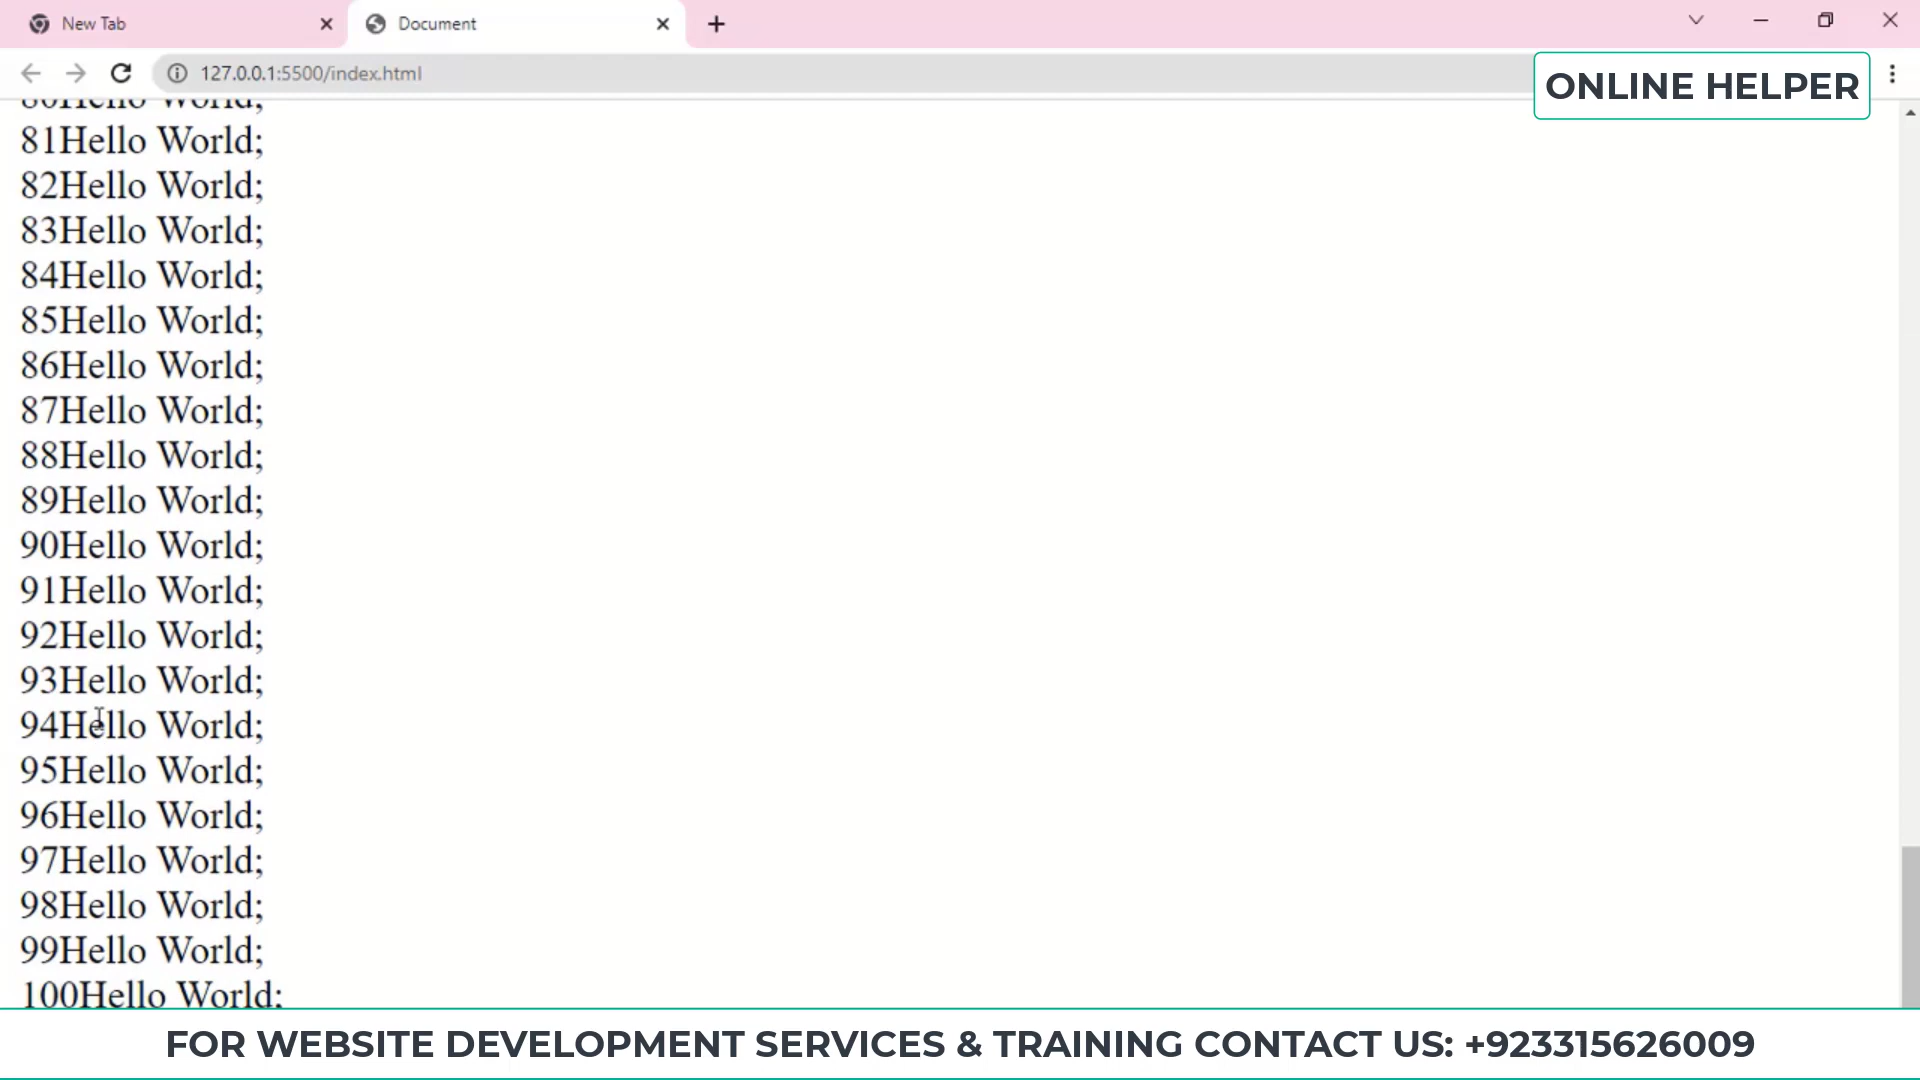 New Tab
Document
127.0.0.1:5500/index.html
ONLINE HELPER
80Hello World;
81Hello World;
82Hello World;
83Hello World;
84Hello World;
85Hello World;
86Hello World;
87Hello World;
88Hello World;
89Hello World;
90Hello World;
91Hello World;
92Hello World;
93Hello World;
94Hello World;
95Hello World;
96Hello World;
97Hello World;
98Hello World;
99Hello World;
100Hello World;
FOR WEBSITE DEVELOPMENT SERVICES & TRAINING CONTACT US: +923315626009